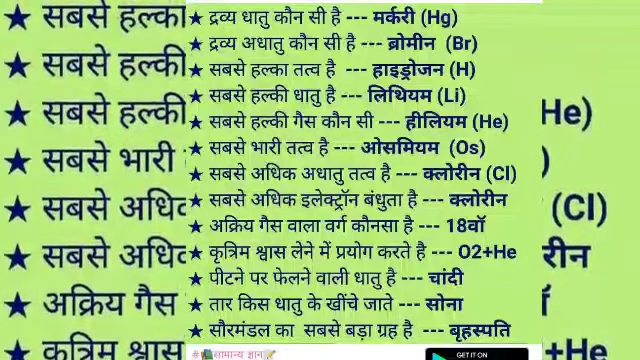 ★ द्रव्य धातु कौन सी है --- मर्करी (Hg)
★ द्रव्य अधातु कौन सी है --- ब्रोमीन (Br)
★ सबसे हल्का तत्व है --- हाइड्रोजन (H)
★ सबसे हल्की धातु है --- लिथियम (Li)
★ सबसे हल्की गैस कौन सी --- हीलियम (He)
★ सबसे भारी तत्व है --- ओसमियम (Os)
★ सबसे अधिक अधातु तत्व है --- क्लोरीन (Cl)
★ सबसे अधिक इलेक्ट्रॉन बंधुता है --- क्लोरीन
★ अक्रिय गैस वाला वर्ग कौनसा है --- 18वॉ
★ कृत्रिम श्वास लेने में प्रयोग करते है --- O2+He
★ पीटने पर फेलने वाली धातु है --- चांदी
★ तार किस धातु के खींचे जाते --- सोना
★ सौरमंडल का सबसे बड़ा ग्रह है --- बृहस्पति
#📚सामान्य ज्ञान📝
GET IT ON
★ सबसे हल्का
★ सबसे हल्की
★ सबसे हल्की
He)
★ सबसे भारी
)
★ सबसे अधि
(Cl)
★ सबसे अधि
रीन
★ अक्रिय गैस
★ कृत्रिम श्वास
+He